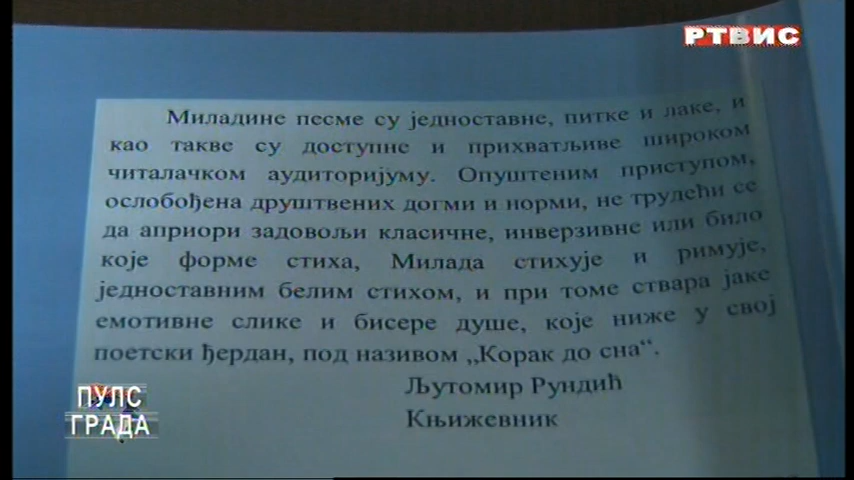 РТВИС
Миладине песме су једноставне, питке и лаке, и
као такве су доступне и прихватљиве широком
читалачком аудиторијуму. Опуштеним приступом,
ослобођена друштвених догми и норми, не трудећи се
да априори задовољи класичне, инверзивне или било
које форме стиха, Милада стихује и римује,
једноставним белим стихом, и при томе ствара јаке
емотивне слике и бисере душе, које ниже у свој
поетски ђердан, под називом „Корак до сна“.
Љутомир Рундић
Књижевник
ПУЛС
ГРАДА